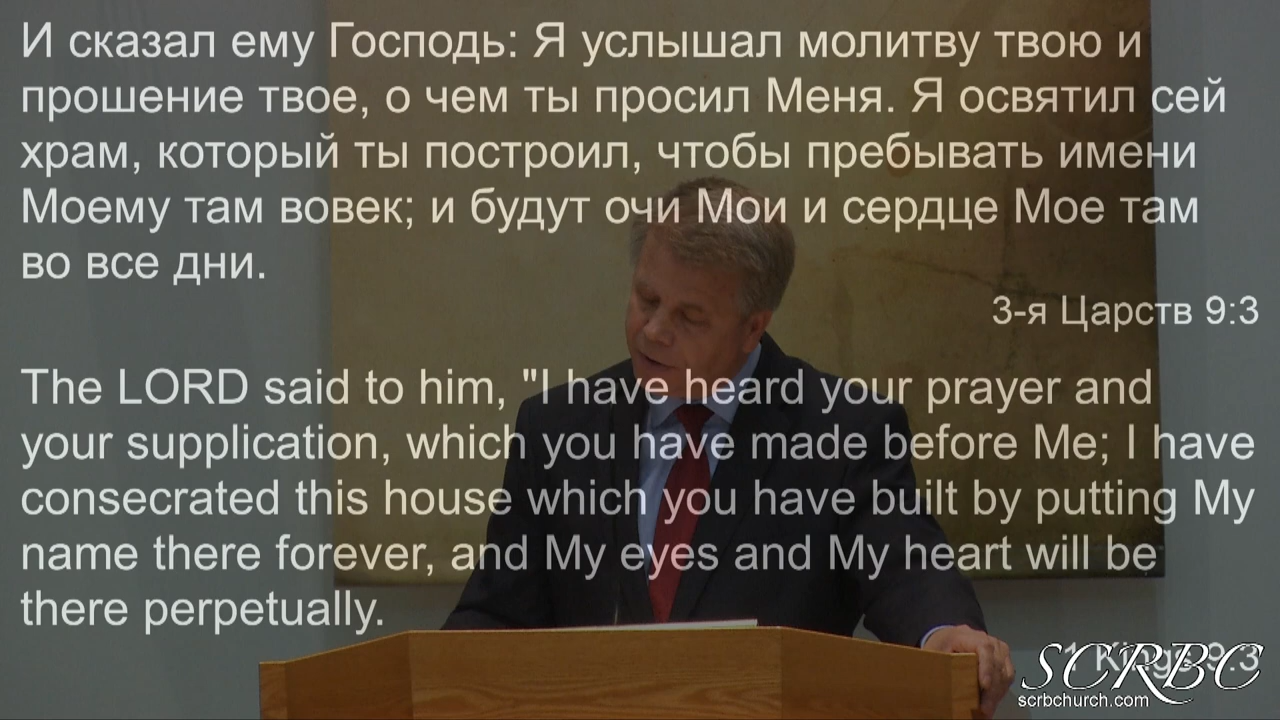 И сказал ему Господь: Я услышал молитву твою и
прошение твое, о чем ты просил Меня. Я освятил сей
храм, который ты построил, чтобы пребывать имени
Моему там вовек; и будут очи Мои и сердце Мое там
во все дни.
3-я Царств 9:3
The LORD said to him, "I have heard your prayer and
your supplication, which you have made before Me; I have
consecrated this house which you have built by putting My
name there forever, and My eyes and My heart will be
there perpetually.
1 Kings 9:3
SCRBC
scrbchurch.com